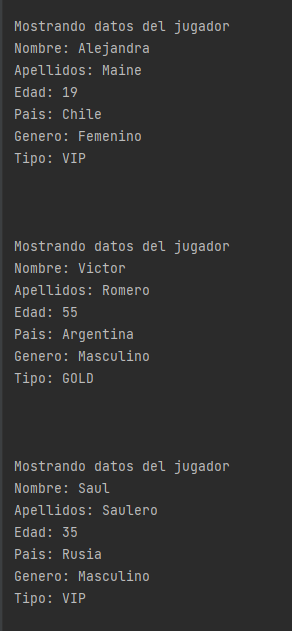 Mostrando datos del jugador
Nombre: Alejandra
Apellidos: Maine
Edad: 19
Pais: Chile
Genero: Femenino
Tipo: VIP
Mostrando datos del jugador
Nombre: Victor
Apellidos: Romero
Edad: 55
Pais: Argentina
Genero: Masculino
Tipo: GOLD
Mostrando datos del jugador
Nombre: Saul
Apellidos: Saulero
Edad: 35
Pais: Rusia
Genero: Masculino
Tipo: VIP